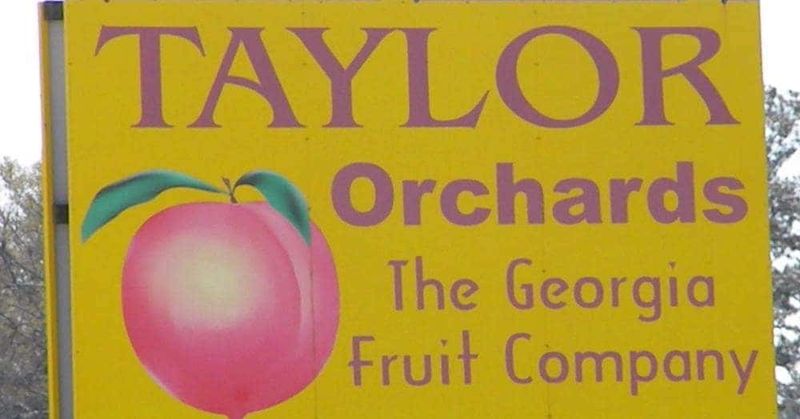 TAYLOR
Orchards
The Georgia
Fruit Company